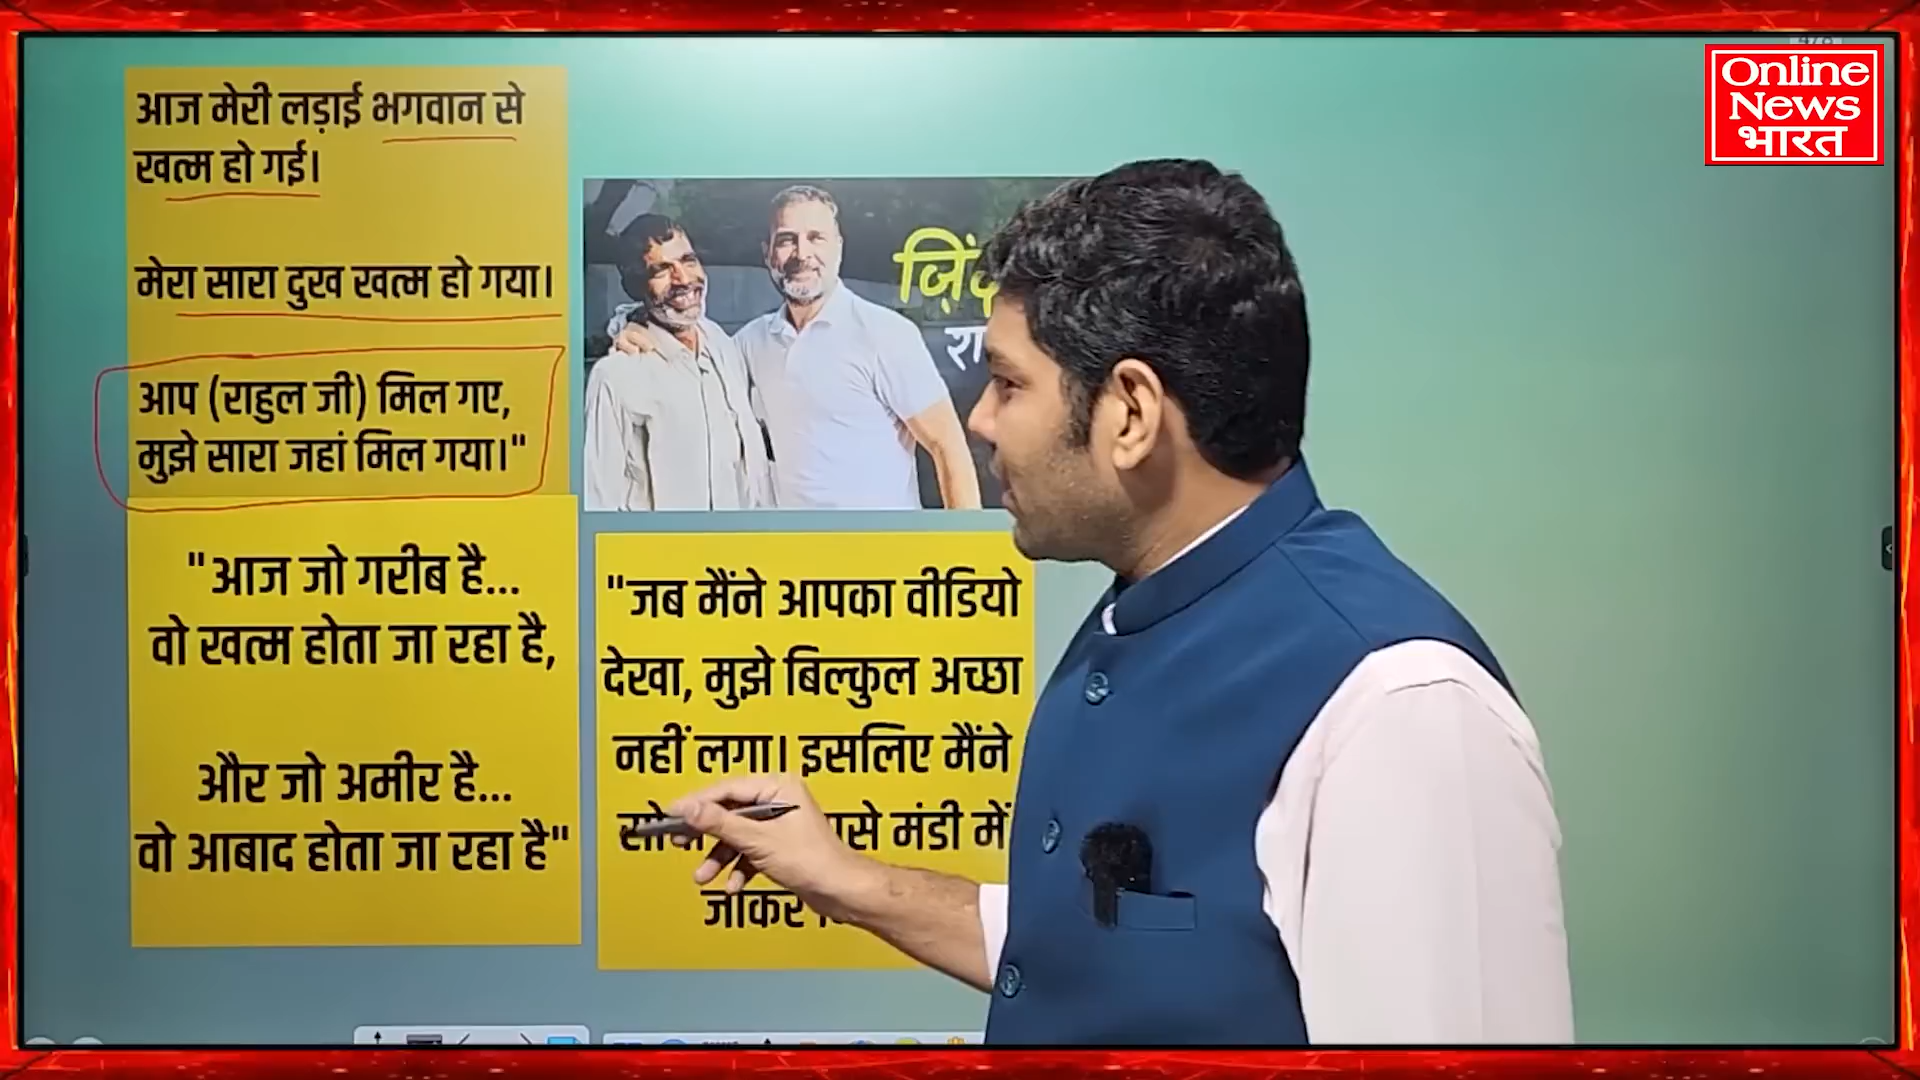 आज मेरी लड़ाई भगवान से
खत्म हो गई।
मेरा सारा दुख खत्म हो गया।
आप (राहुल जी) मिल गए,
मुझे सारा जहां मिल गया।"
"आज जो गरीब है...
वो खत्म होता जा रहा है,
और जो अमीर है...
वो आबाद होता जा रहा है"
"जब मैंने आपका वीडियो
देखा, मुझे बिल्कुल अच्छा
नहीं लगा। इसलिए मैंने
मंडी में
जाकर
Online
News
भारत